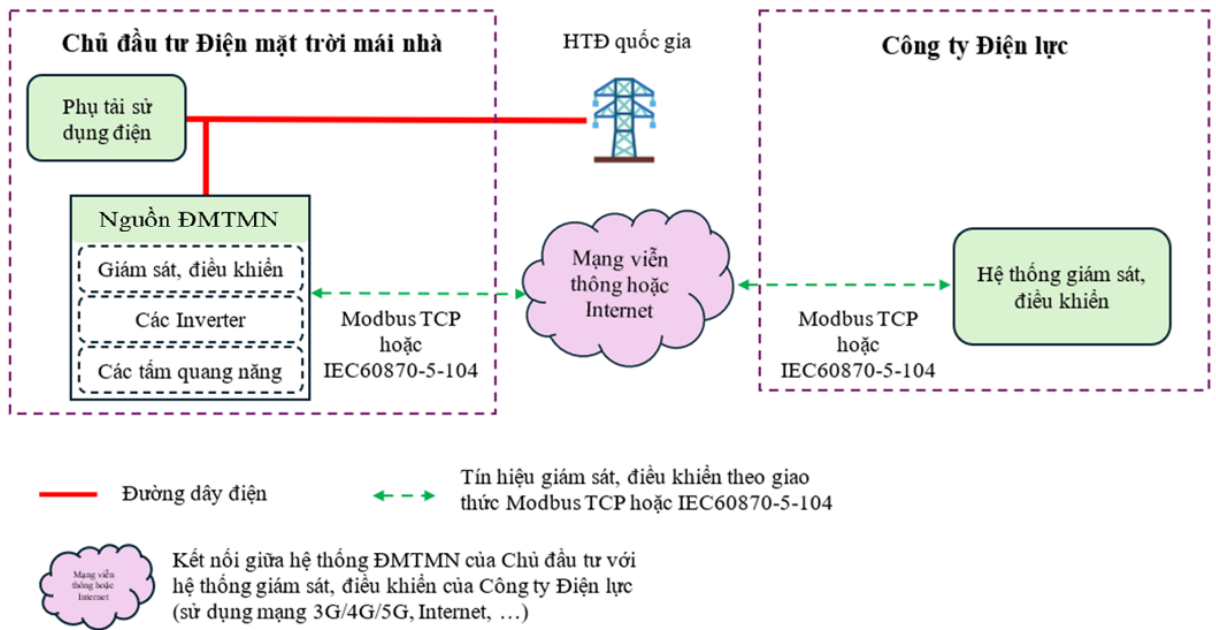 Chủ đầu tư Điện mặt trời mái nhà
HTĐ quốc gia
Công ty Điện lực
Phụ tải sử
dụng điện
Nguồn ĐMTMN
Giám sát, điều khiển
Các Inverter
Các tấm quang năng
Modbus TCP
hoặc
IEC60870-5-104
Mạng viễn
thông hoặc
Internet
Modbus TCP
hoặc
IEC60870-5-104
Hệ thống giám sát,
điều khiển
Đường dây điện
Tín hiệu giám sát, điều khiển theo giao
thức Modbus TCP hoặc IEC60870-5-104
Mạng viễn
thông hoặc
Internet
Kết nối giữa hệ thống ĐMTMN của Chủ đầu tư với
hệ thống giám sát, điều khiển của Công ty Điện lực
(sử dụng mạng 3G/4G/5G, Internet, …)